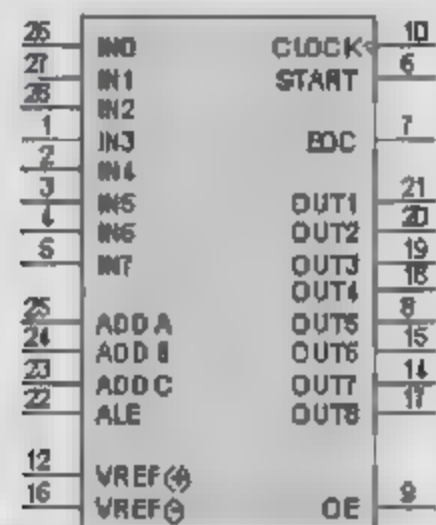 26 IN0 CLOCK 10
27 IN1 START 6
28 IN2
1 IN3 EOC 7
2 IN4
3 IN5 OUT1 21
4 IN6 OUT2 20
5 IN7 OUT3 19
OUT4 18
25 ADD A OUT5 8
24 ADD B OUT6 15
23 ADD C OUT7 14
22 ALE OUT8 17
12 VREF(+)
16 VREF(-) OE 9